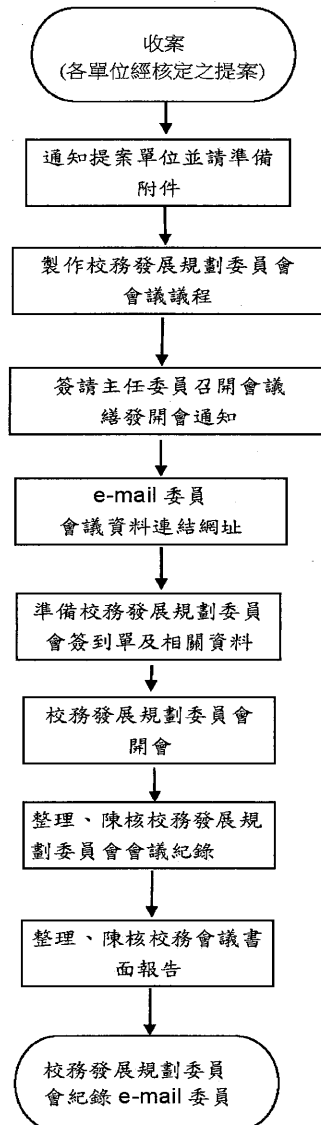 收案
(各單位經核定之提案)
通知提案單位並請準備
附件
製作校務發展規劃委員會
會議議程
簽請主任委員召開會議
繕發開會通知
e-mail 委員
會議資料連結網址
準備校務發展規劃委員
會簽到單及相關資料
校務發展規劃委員會
開會
整理、陳核校務發展規
劃委員會會議紀錄
整理、陳核校務會議書
面報告
校務發展規劃委員
會紀錄 e-mail 委員